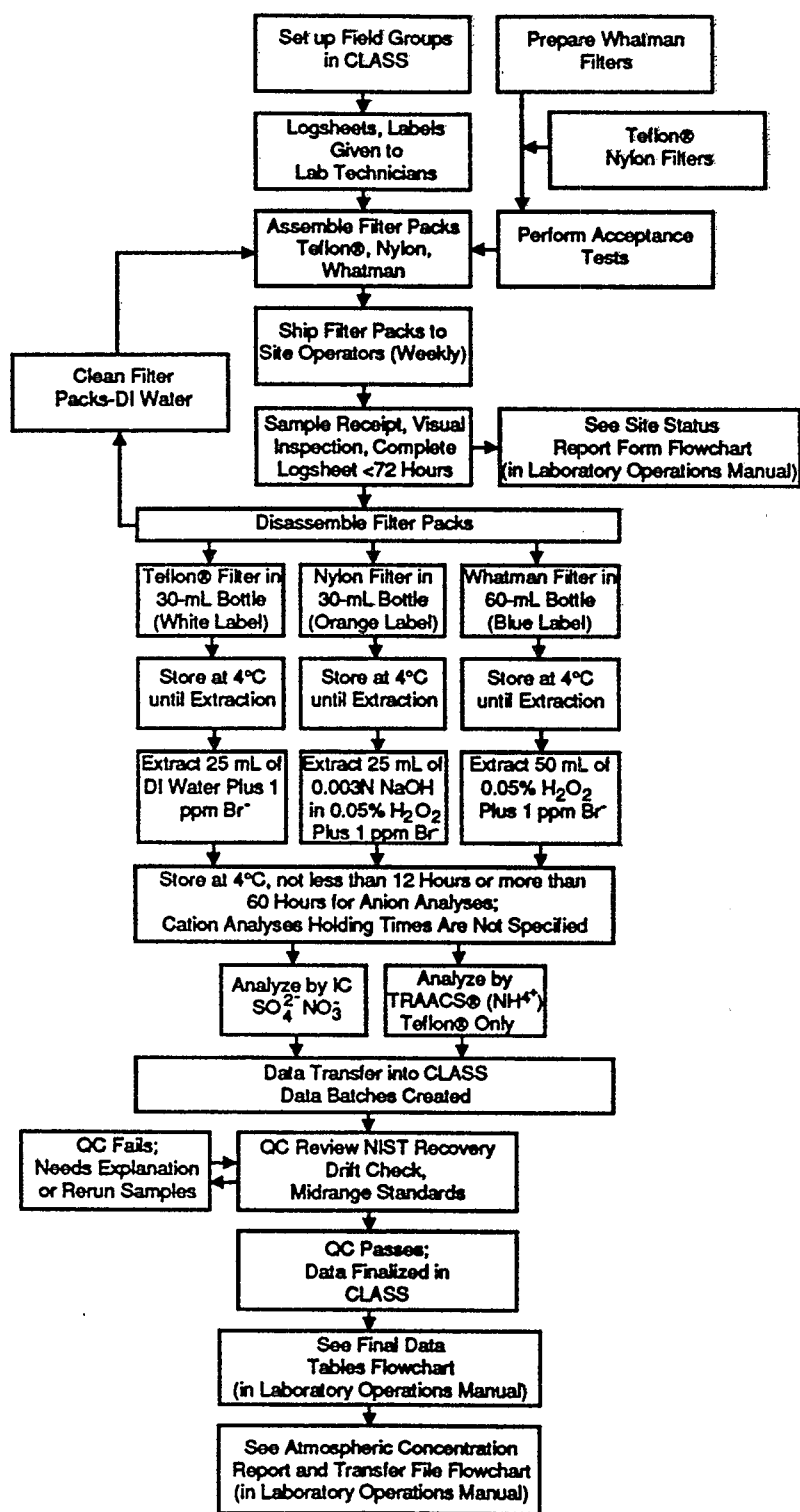 Set up Field Groups
in CLASS
Prepare Whatman
Filters
Logsheets, Labels
Given to
Lab Technicians
Teflon®
Nylon Filters
Assemble Filter Packs
Teflon®, Nylon,
Whatman
Perform Acceptance
Tests
Ship Filter Packs to
Site Operators (Weekly)
Clean Filter
Packs-DI Water
Sample Receipt, Visual
Inspection, Complete
Logsheet <72 Hours
See Site Status
Report Form Flowchart
(in Laboratory Operations Manual)
Disassemble Filter Packs
Teflon® Filter in
30-mL Bottle
(White Label)
Nylon Filter in
30-mL Bottle
(Orange Label)
Whatman Filter in
60-mL Bottle
(Blue Label)
Store at 4°C
until Extraction
Store at 4°C
until Extraction
Store at 4°C
until Extraction
Extract 25 mL of
DI Water Plus 1
ppm Br⁻
Extract 25 mL of
0.003N NaOH
in 0.05% H₂O₂
Plus 1 ppm Br⁻
Extract 50 mL of
0.05% H₂O₂
Plus 1 ppm Br⁻
Store at 4°C, not less than 12 Hours or more than
60 Hours for Anion Analyses;
Cation Analyses Holding Times Are Not Specified
Analyze by IC
SO₄²⁻ NO₃⁻
Analyze by
TRAACS® (NH⁴⁺)
Teflon® Only
Data Transfer into CLASS
Data Batches Created
QC Fails;
Needs Explanation
or Rerun Samples
QC Review NIST Recovery
Drift Check,
Midrange Standards
QC Passes;
Data Finalized in
CLASS
See Final Data
Tables Flowchart
(in Laboratory Operations Manual)
See Atmospheric Concentration
Report and Transfer File Flowchart
(in Laboratory Operations Manual)